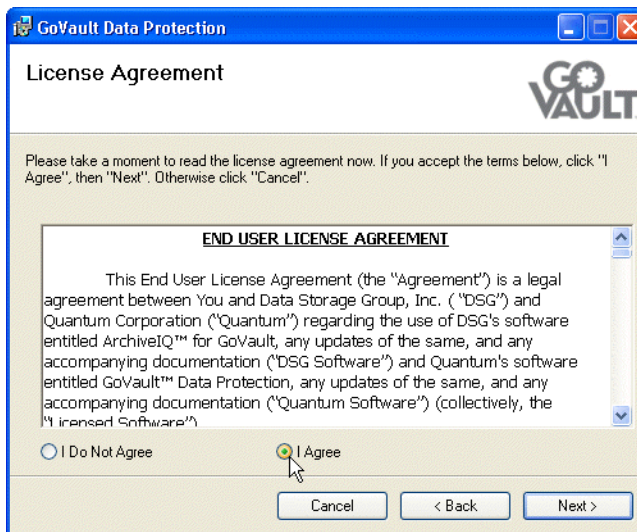 GoVault Data Protection
License Agreement
GO
VAULT
Please take a moment to read the license agreement now. If you accept the terms below, click "I
Agree", then "Next". Otherwise click "Cancel".
END USER LICENSE AGREEMENT
This End User License Agreement (the "Agreement") is a legal
agreement between You and Data Storage Group, Inc. ( "DSG") and
Quantum Corporation ("Quantum") regarding the use of DSG's software
entitled ArchiveIQ™ for GoVault, any updates of the same, and any
accompanying documentation ("DSG Software") and Quantum's software
entitled GoVault™ Data Protection, any updates of the same, and any
accompanying documentation ("Quantum Software") (collectively, the
"Licensed Software")
I Do Not Agree
I Agree
Cancel
< Back
Next >